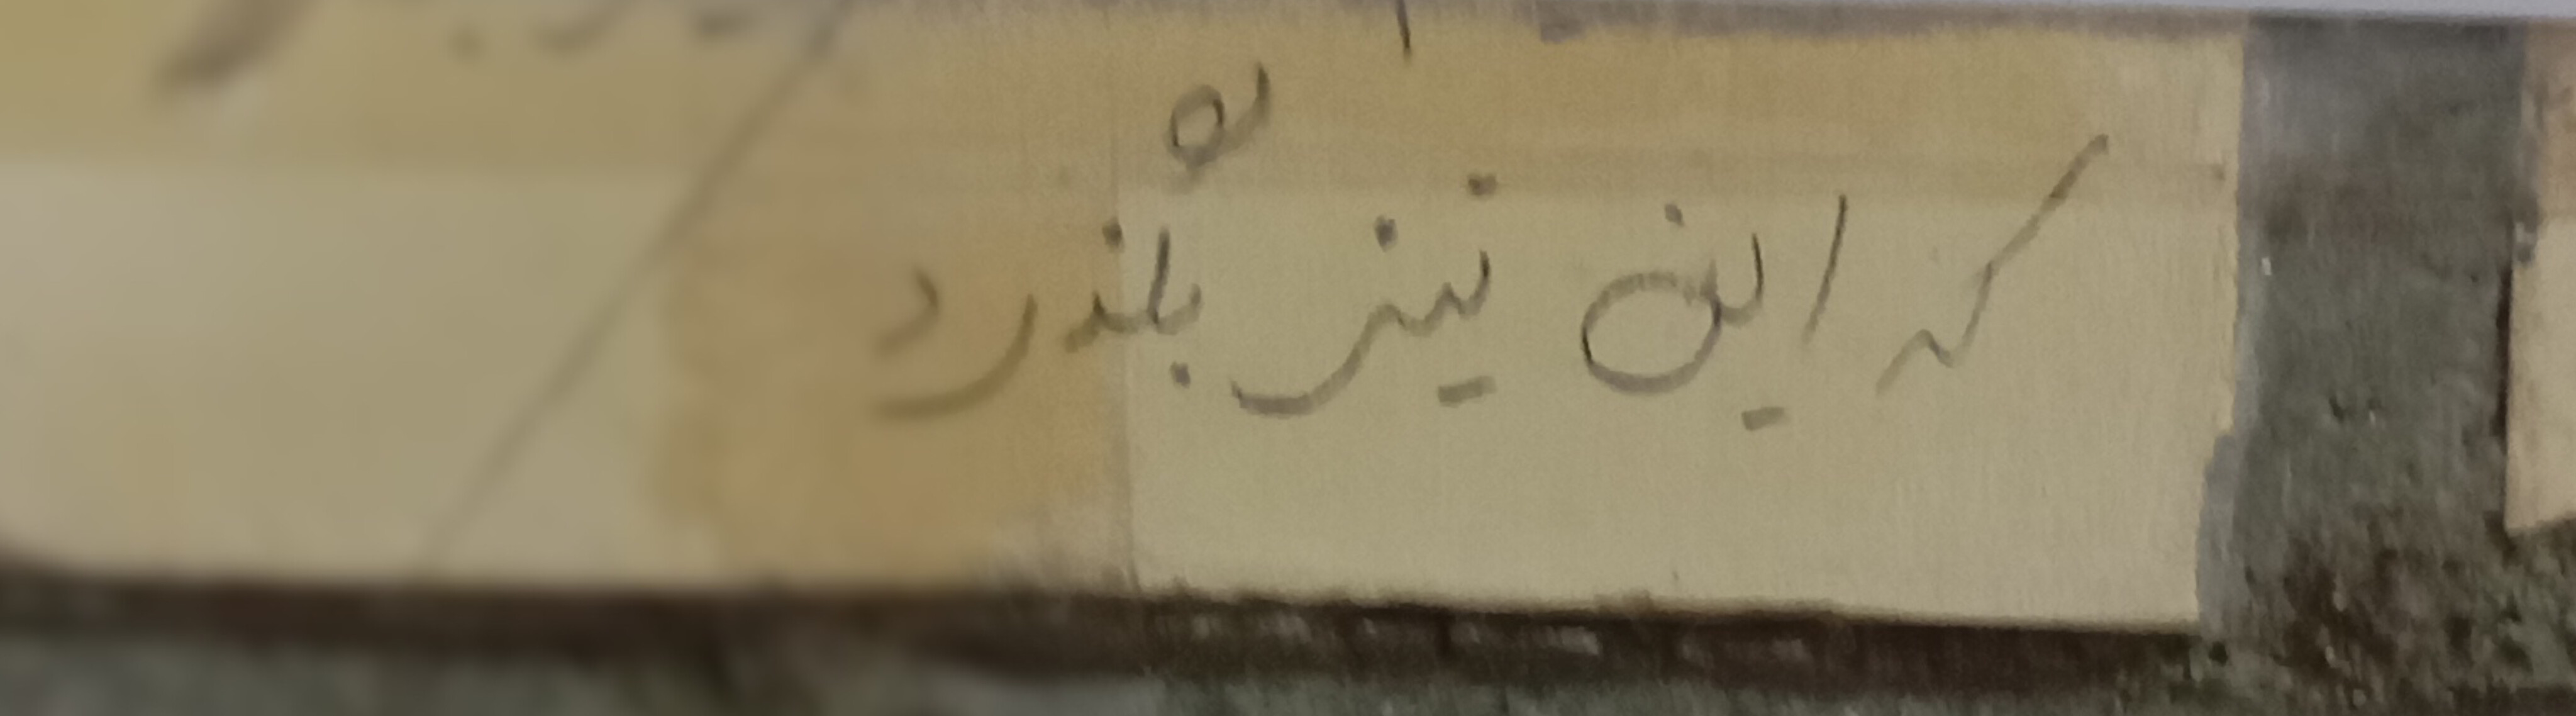 که این نیز بگذرد